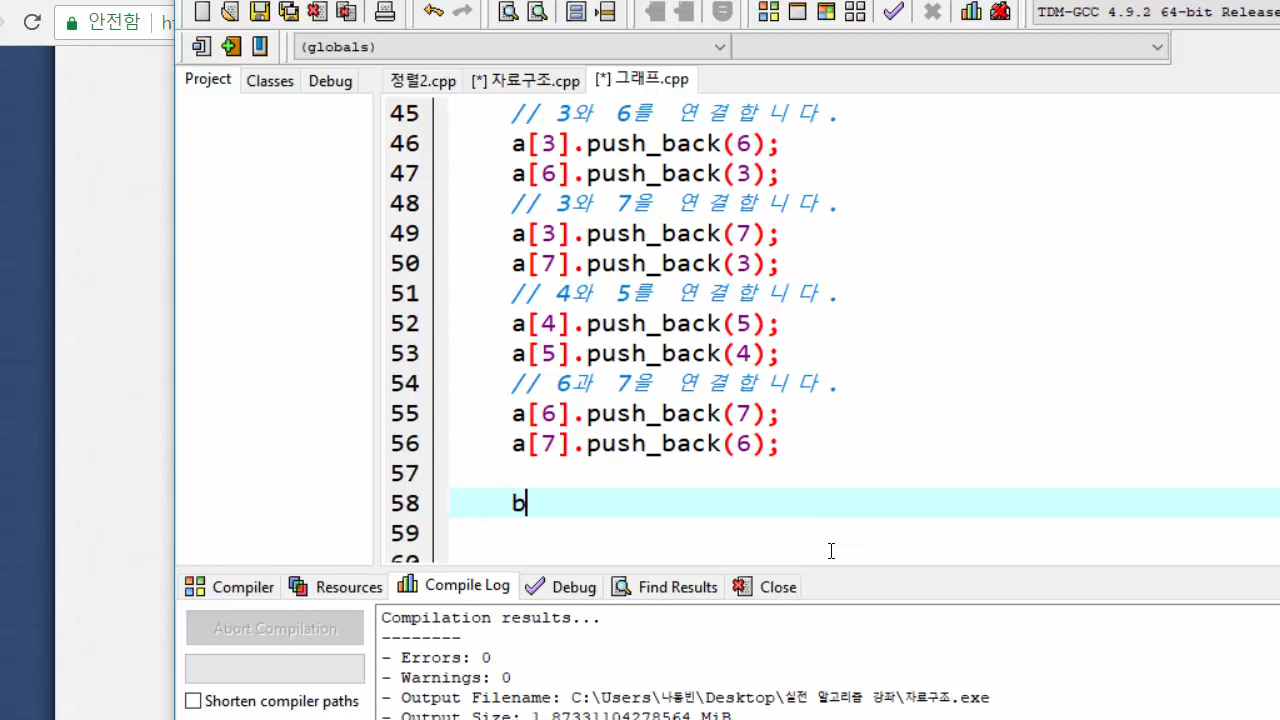 안전함
TDM-GCC 4.9.2 64-bit Release
(globals)
Project Classes Debug
정렬2.cpp [*] 자료구조.cpp [*] 그래프.cpp
45 // 3와 6를 연결합니다.
46 a[3].push_back(6);
47 a[6].push_back(3);
48 // 3와 7을 연결합니다.
49 a[3].push_back(7);
50 a[7].push_back(3);
51 // 4와 5를 연결합니다.
52 a[4].push_back(5);
53 a[5].push_back(4);
54 // 6과 7을 연결합니다.
55 a[6].push_back(7);
56 a[7].push_back(6);
57
58 b
59
60
Compiler Resources Compile Log Debug Find Results Close
Abort Compilation
Shorten compiler paths
Compilation results...
--------
- Errors: 0
- Warnings: 0
- Output Filename: C:\Users\나동빈\Desktop\실전 알고리즘 강좌\자료구조.exe
- Output Size: 1.87331104278564 MiB